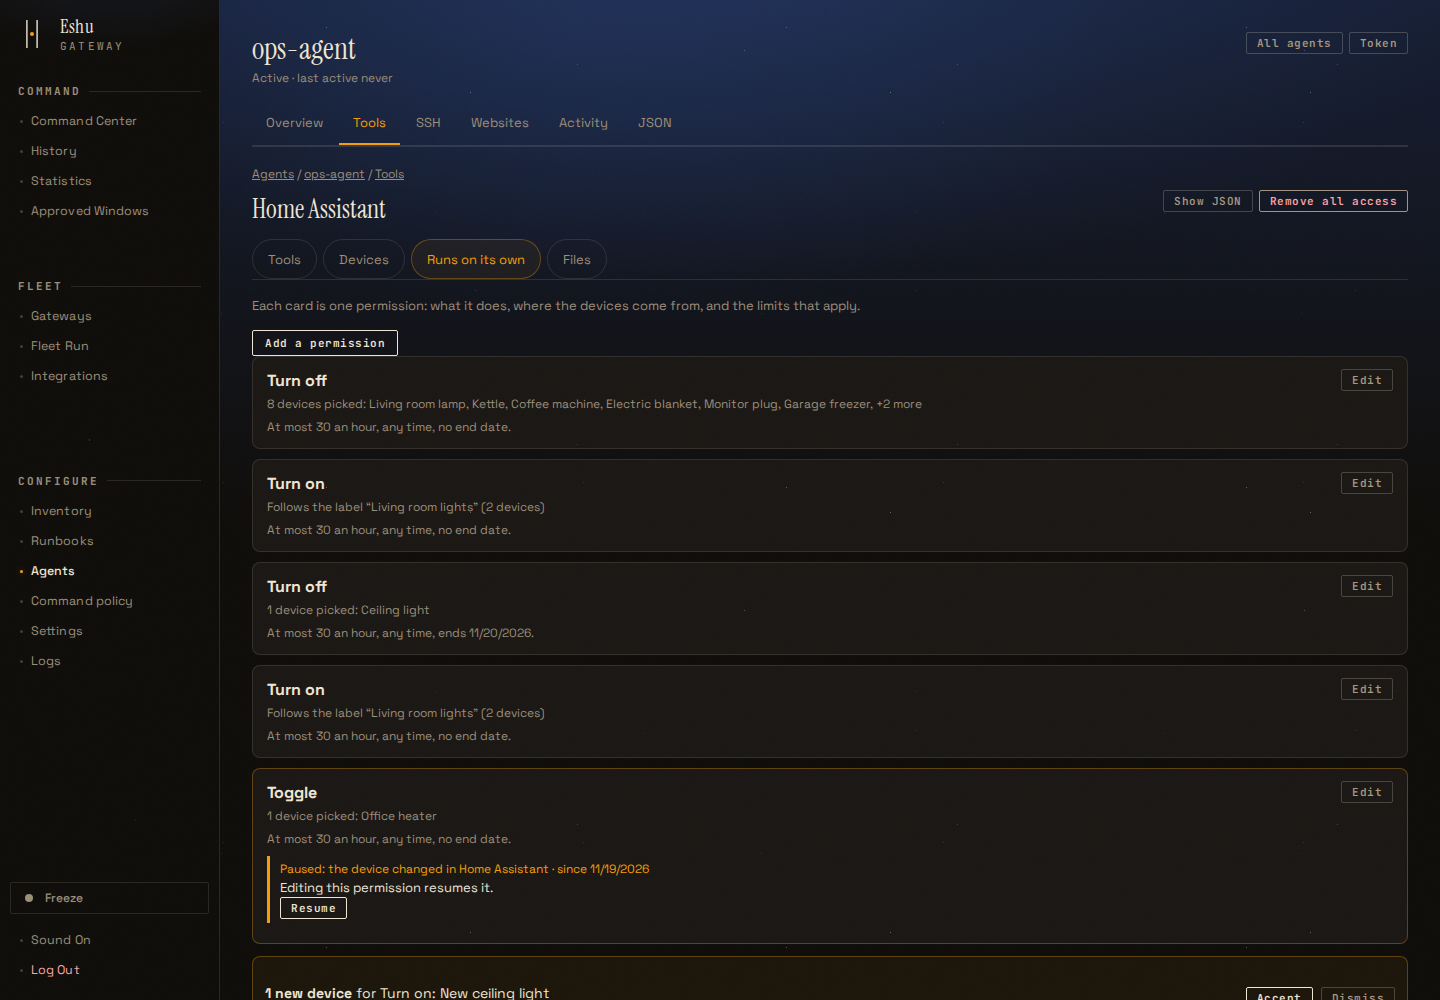 Eshu
GATEWAY
COMMAND
Command Center
History
Statistics
Approved Windows
FLEET
Gateways
Fleet Run
Integrations
CONFIGURE
Inventory
Runbooks
Agents
Command policy
Settings
Logs
Freeze
Sound On
Log Out
ops-agent
Active · last active never
All agents
Token
Overview
Tools
SSH
Websites
Activity
JSON
Agents / ops-agent / Tools
Home Assistant
Show JSON
Remove all access
Tools
Devices
Runs on its own
Files
Each card is one permission: what it does, where the devices come from, and the limits that apply.
Add a permission
Turn off
Edit
8 devices picked: Living room lamp, Kettle, Coffee machine, Electric blanket, Monitor plug, Garage freezer, +2 more
At most 30 an hour, any time, no end date.
Turn on
Edit
Follows the label “Living room lights” (2 devices)
At most 30 an hour, any time, no end date.
Turn off
Edit
1 device picked: Ceiling light
At most 30 an hour, any time, ends 11/20/2026.
Turn on
Edit
Follows the label “Living room lights” (2 devices)
At most 30 an hour, any time, no end date.
Toggle
Edit
1 device picked: Office heater
At most 30 an hour, any time, no end date.
Paused: the device changed in Home Assistant · since 11/19/2026
Editing this permission resumes it.
Resume
1 new device for Turn on: New ceiling light
Accept
Dismiss